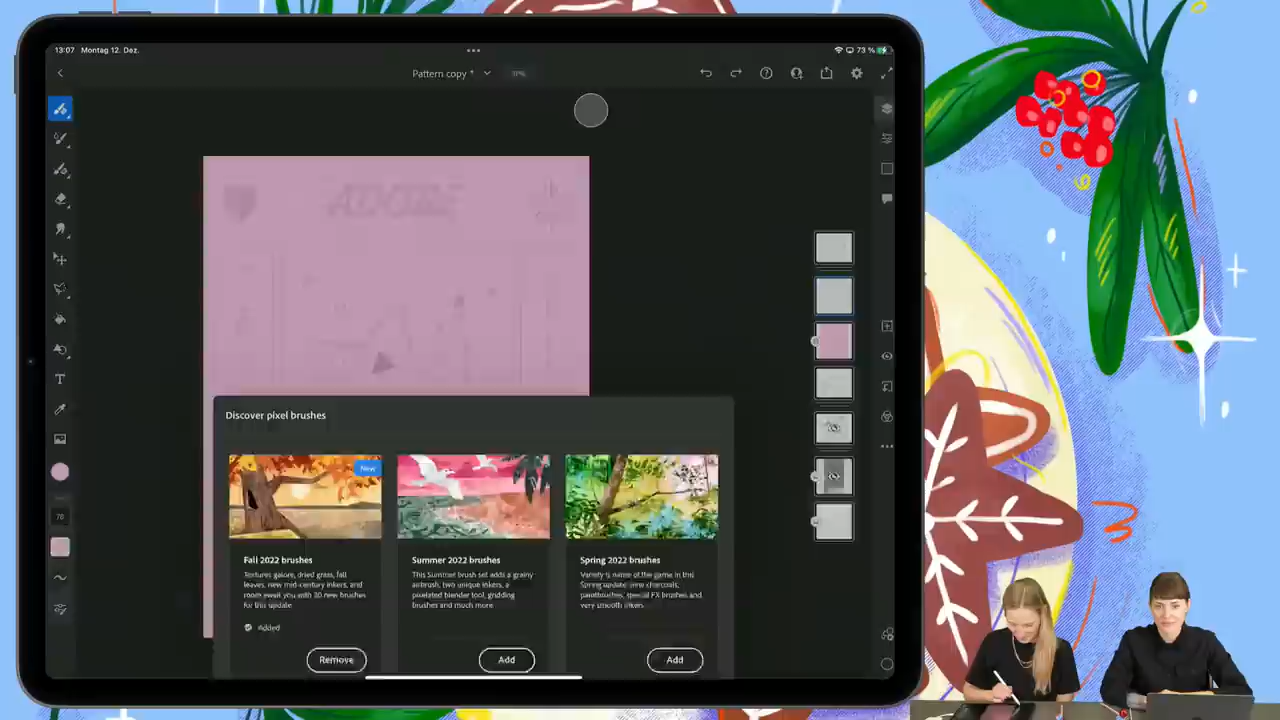 13:07 Montag 12. Dez.
73 %
Pattern copy *
37%
ADOBE
Discover pixel brushes
New
Fall 2022 brushes
Textures galore, dried grass, fall
leaves, new mid-century inkers, and
more await you with 20 new brushes
for this update
Added
Remove
Summer 2022 brushes
This Summer brush set adds a grainy
airbrush, two unique inkers, a
pixelated blender tool, gridding
brushes and much more
Add
Spring 2022 brushes
Variety is name of the game in this
Spring update: new charcoals,
paintbrushes, special FX brushes and
very smooth inkers
Add
T